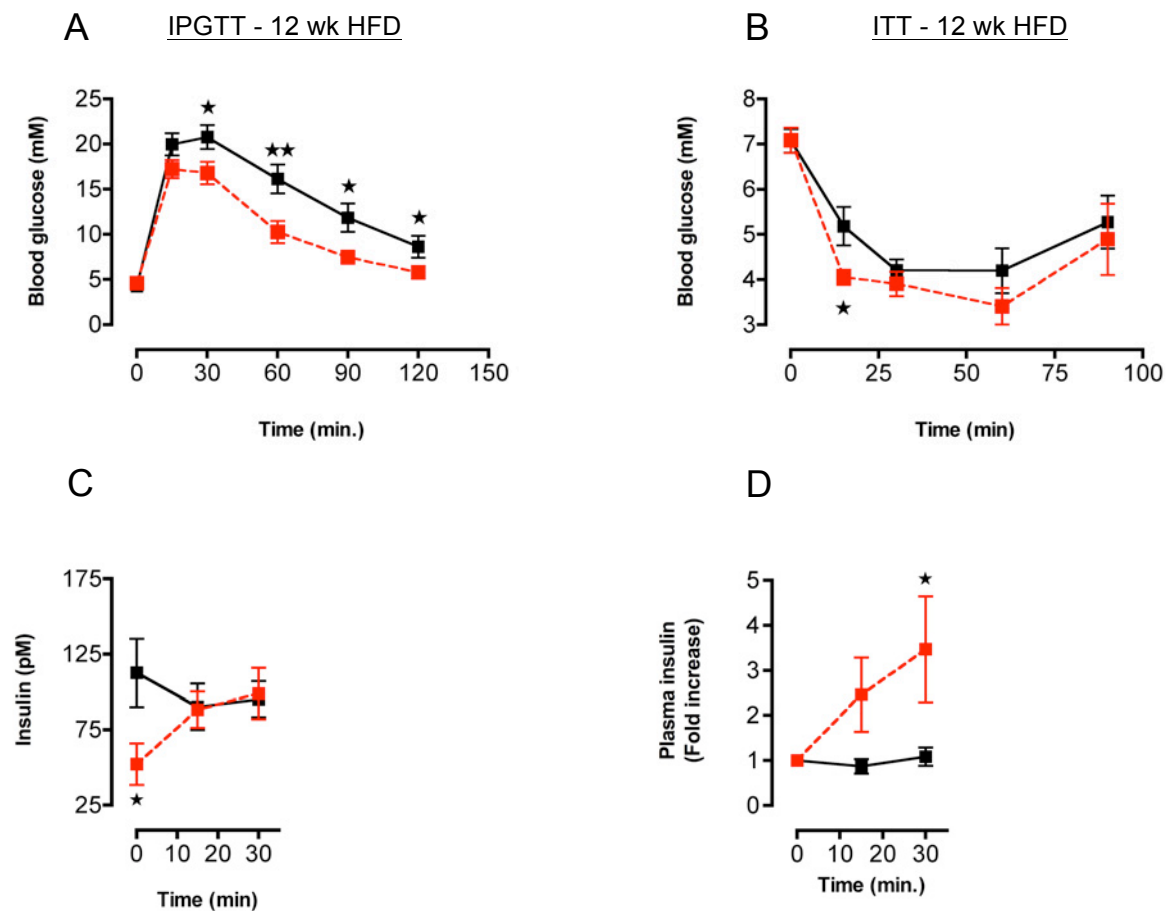 A
IPGTT - 12 wk HFD
25
20
15
10
5
0
Blood glucose (mM)
★
★★
★
★
0 30 60 90 120 150
Time (min.)
B
ITT - 12 wk HFD
8
7
6
5
4
3
Blood glucose (mM)
★
0 25 50 75 100
Time (min)
C
175
125
75
25
Insulin (pM)
★
0 10 20 30
Time (min)
D
5
4
3
2
1
0
Plasma insulin
(Fold increase)
★
0 10 20 30
Time (min.)